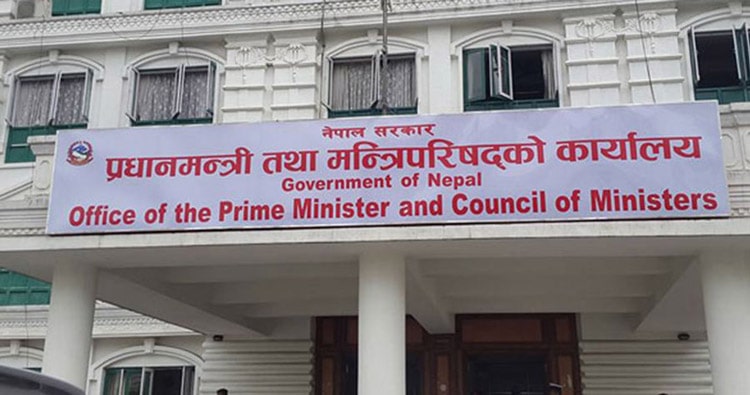 नेपाल सरकार
प्रधानमन्त्री तथा मन्त्रिपरिषद्को कार्यालय
Government of Nepal
Office of the Prime Minister and Council of Ministers